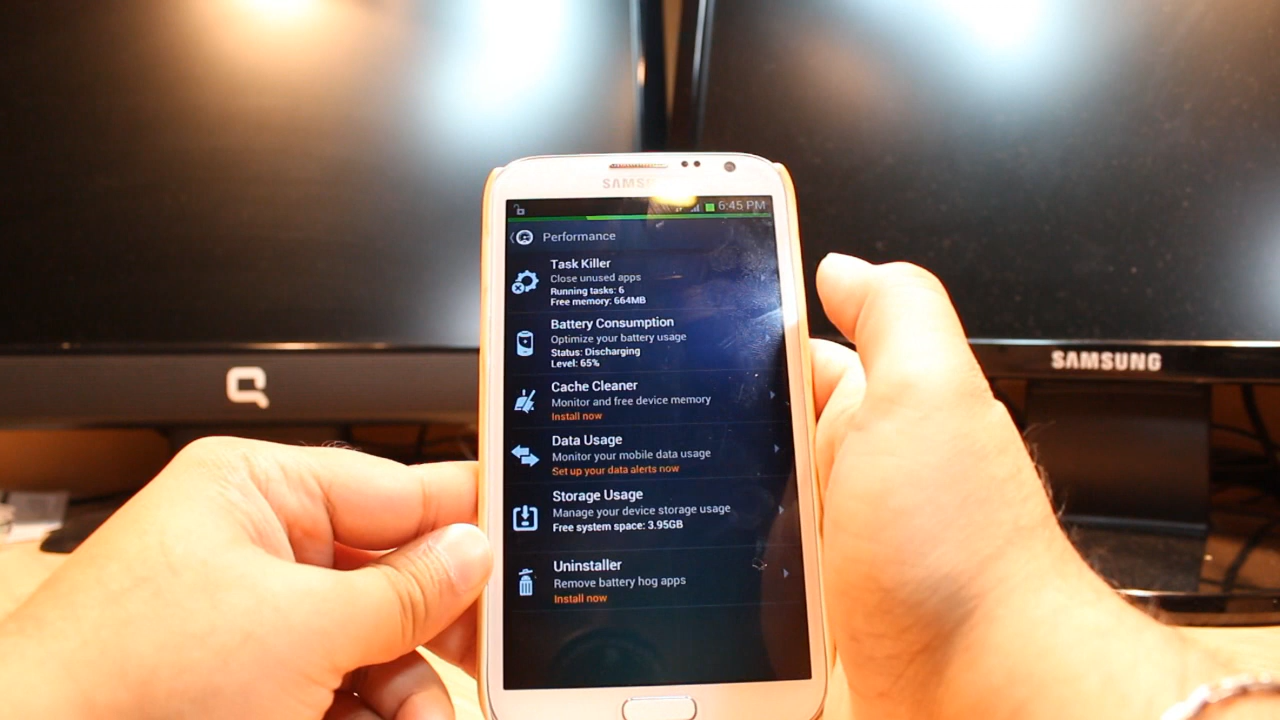 SAMSUNG
6:45 PM
Performance
Task Killer
Close unused apps
Running tasks: 6
Free memory: 664MB
Battery Consumption
Optimize your battery usage
Status: Discharging
Level: 65%
Cache Cleaner
Monitor and free device memory
Install now
Data Usage
Monitor your mobile data usage
Set up your data alerts now
Storage Usage
Manage your device storage usage
Free system space: 3.95GB
Uninstaller
Remove battery hog apps
Install now
SAMSUNG